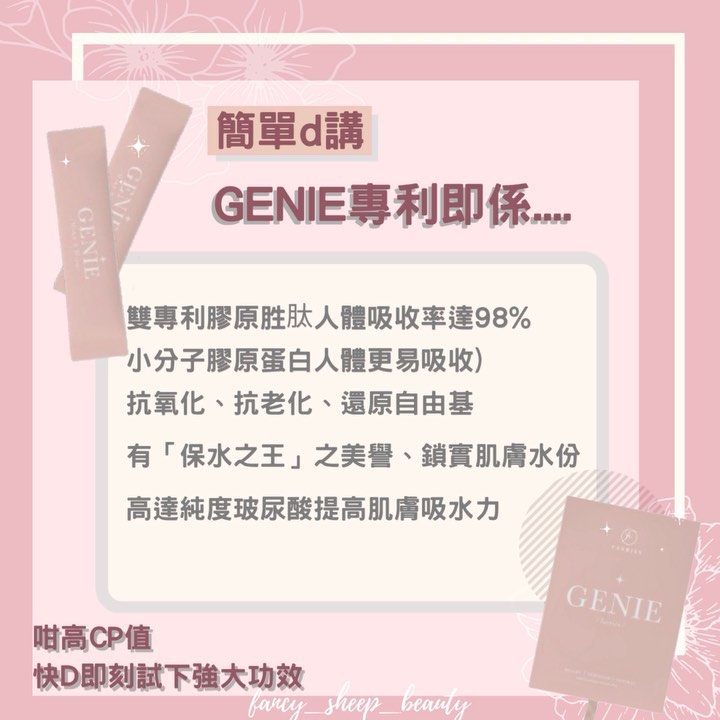 簡單d講
GENIE專利即係....
GENIE
GENIE
雙專利膠原胜肽人體吸收率達98%
小分子膠原蛋白人體更易吸收)
抗氧化、抗老化、還原自由基
有「保水之王」之美譽、鎖實肌膚水份
高達純度玻尿酸提高肌膚吸水力
GENIE
咁高CP值
快D即刻試下強大功效
fancy_sheep_beauty